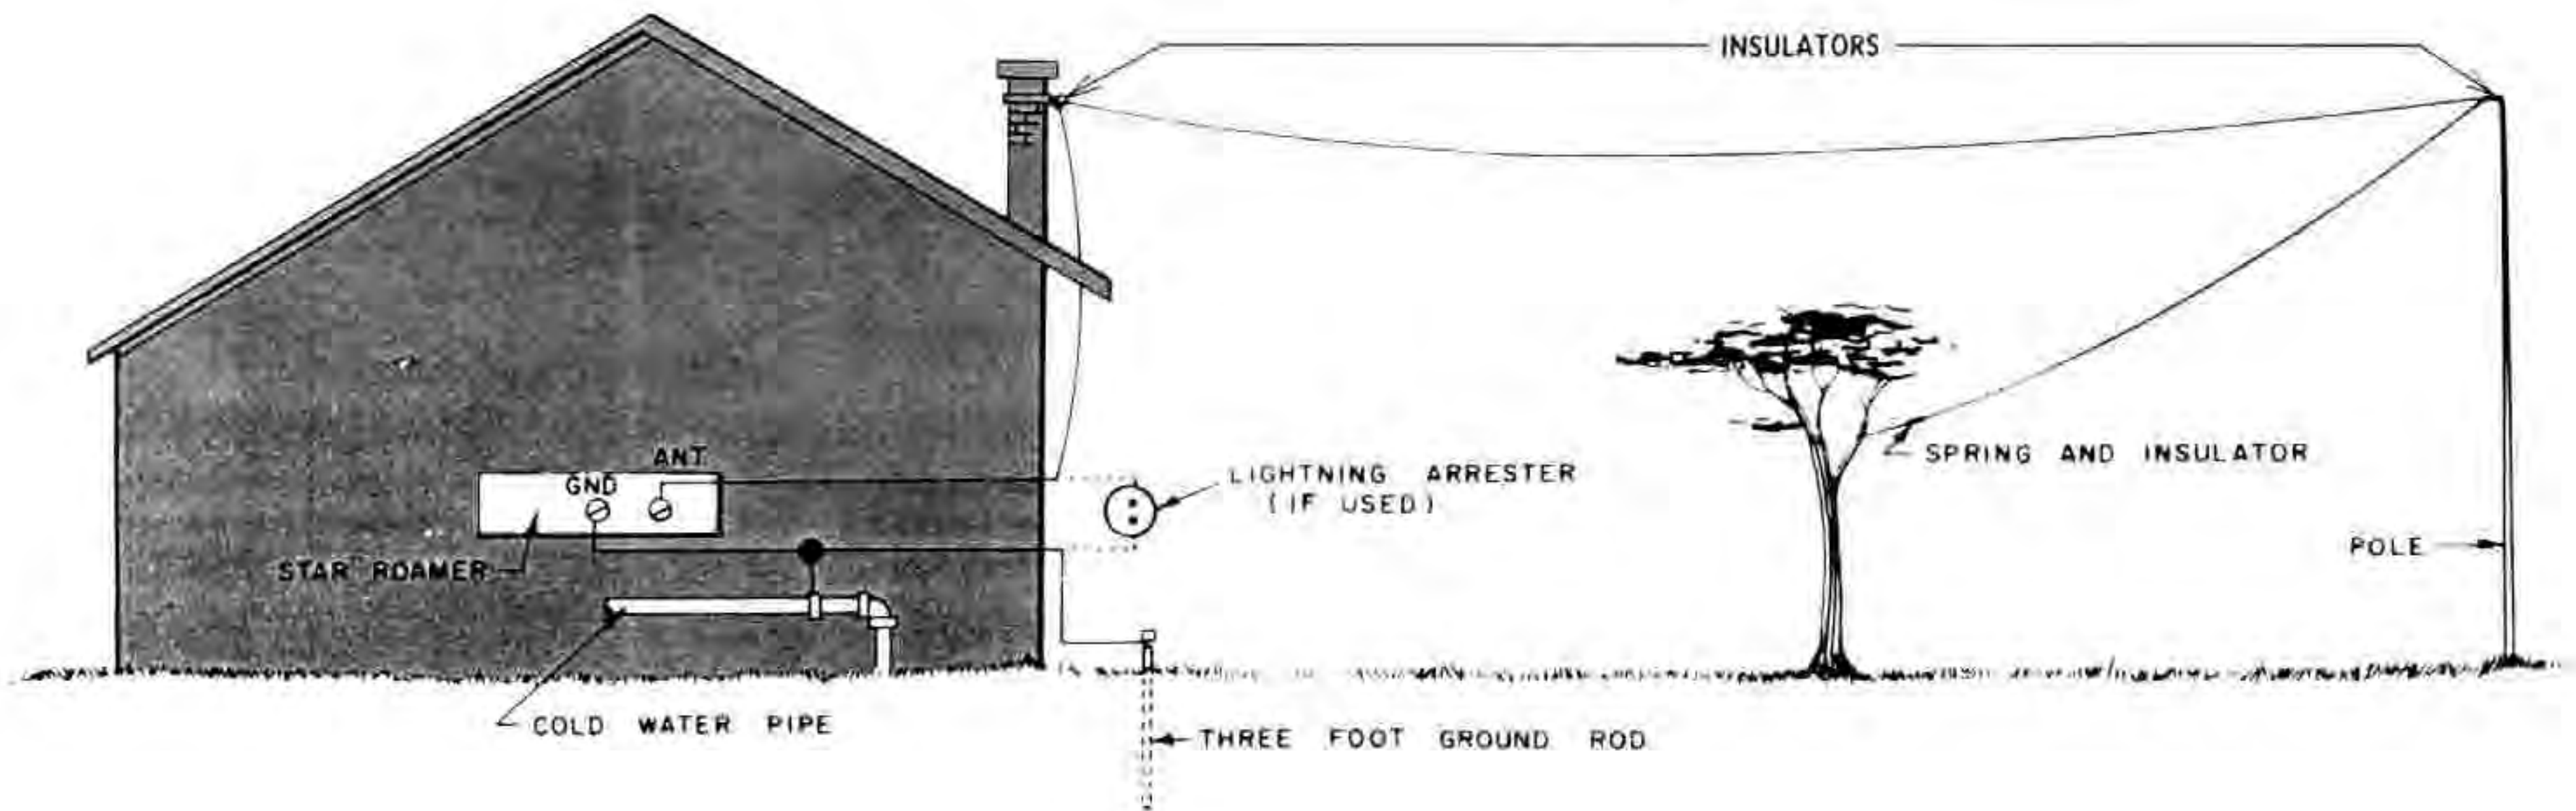 INSULATORS
ANT
GND
STAR ROAMER
LIGHTNING ARRESTER
(IF USED)
SPRING AND INSULATOR
POLE
COLD WATER PIPE
THREE FOOT GROUND ROD